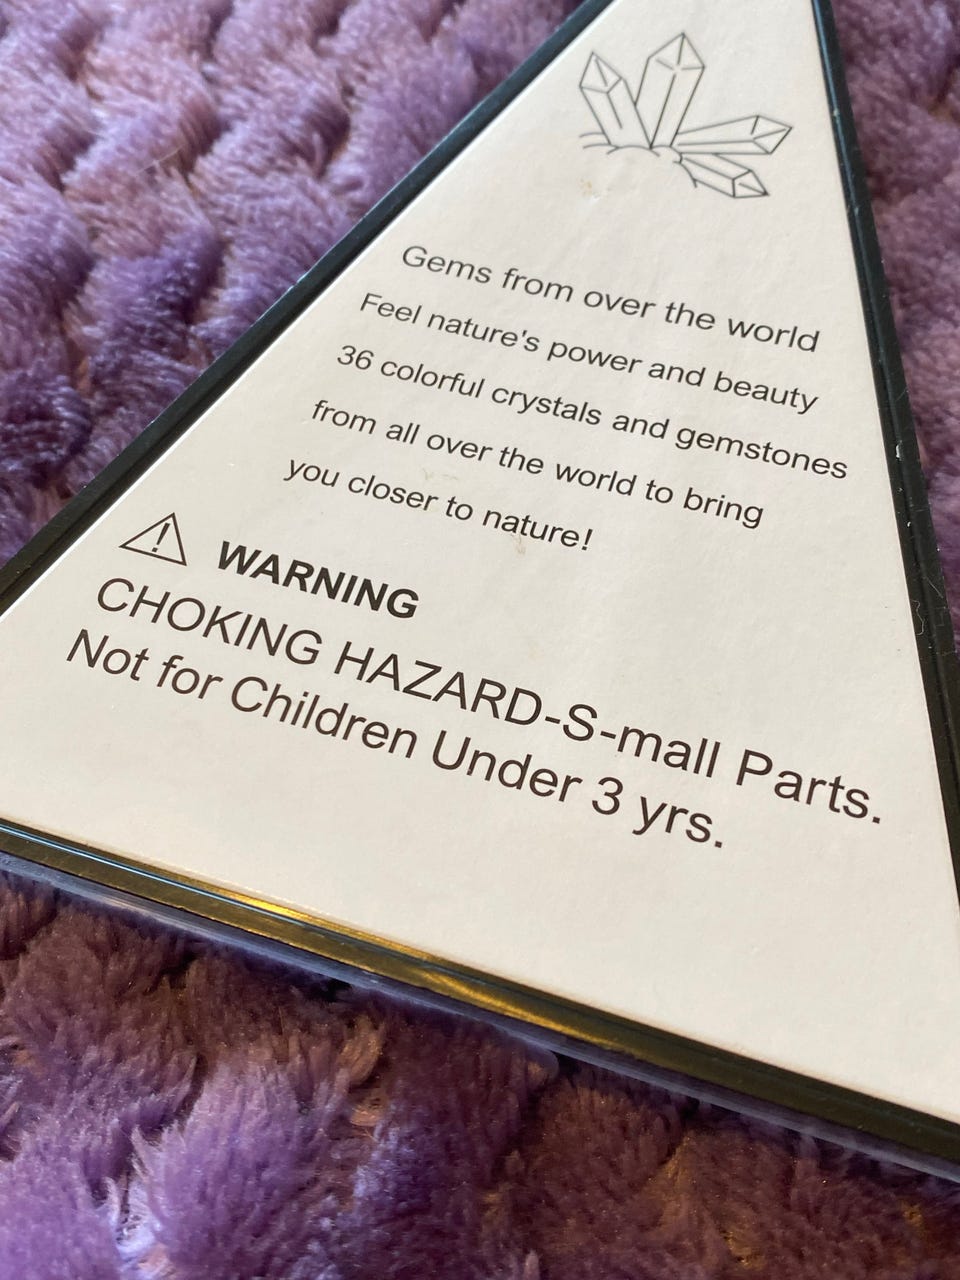 Gems from over the world
Feel nature's power and beauty
36 colorful crystals and gemstones
from all over the world to bring
you closer to nature!
WARNING
CHOKING HAZARD-S-mall Parts.
Not for Children Under 3 yrs.